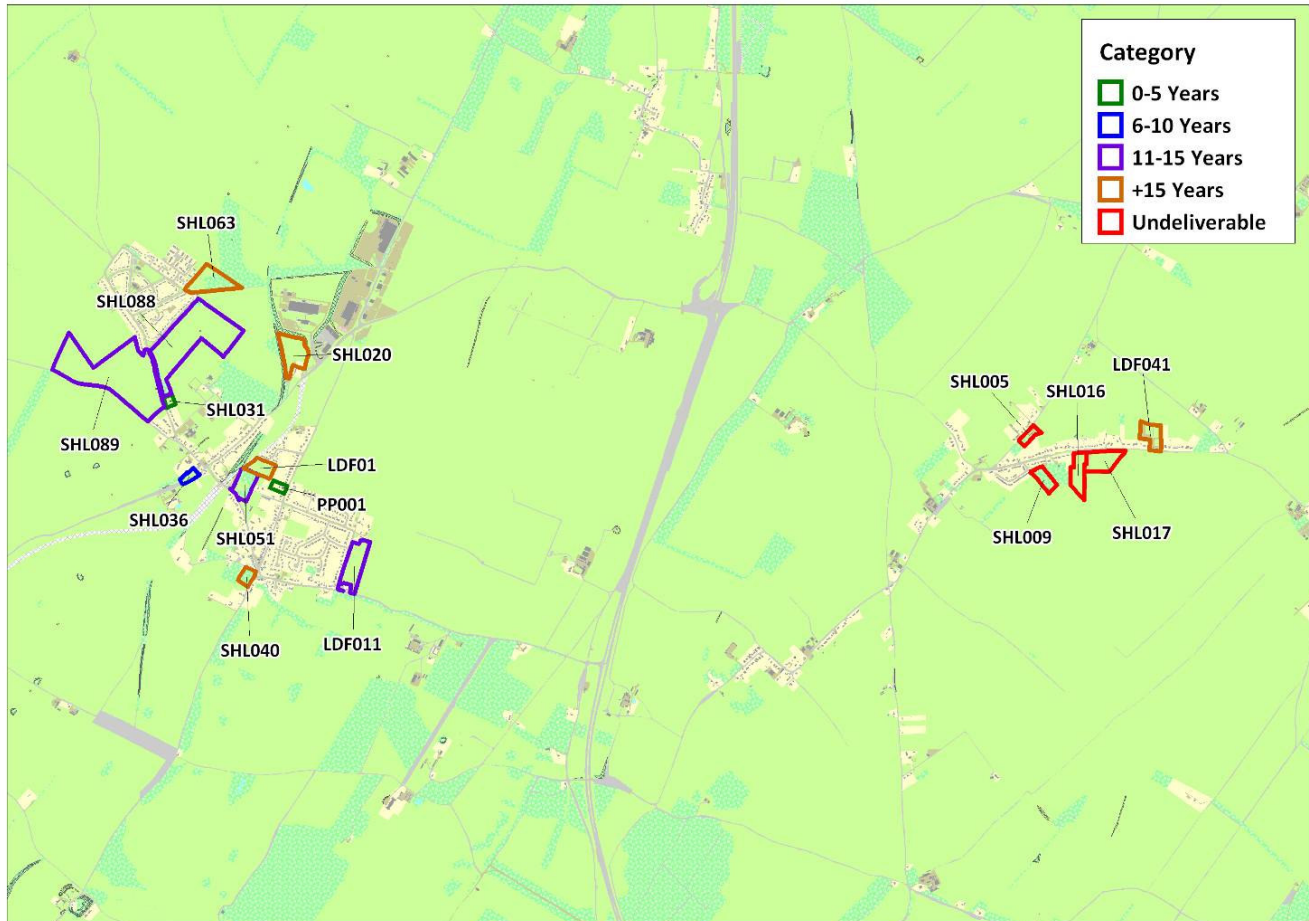 Category
0-5 Years
6-10 Years
11-15 Years
+15 Years
Undeliverable
SHL063
SHL088
SHL020
SHL031
SHL089
LDF01
PP001
SHL036
SHL051
SHL040
LDF011
SHL005
SHL016
LDF041
SHL009
SHL017